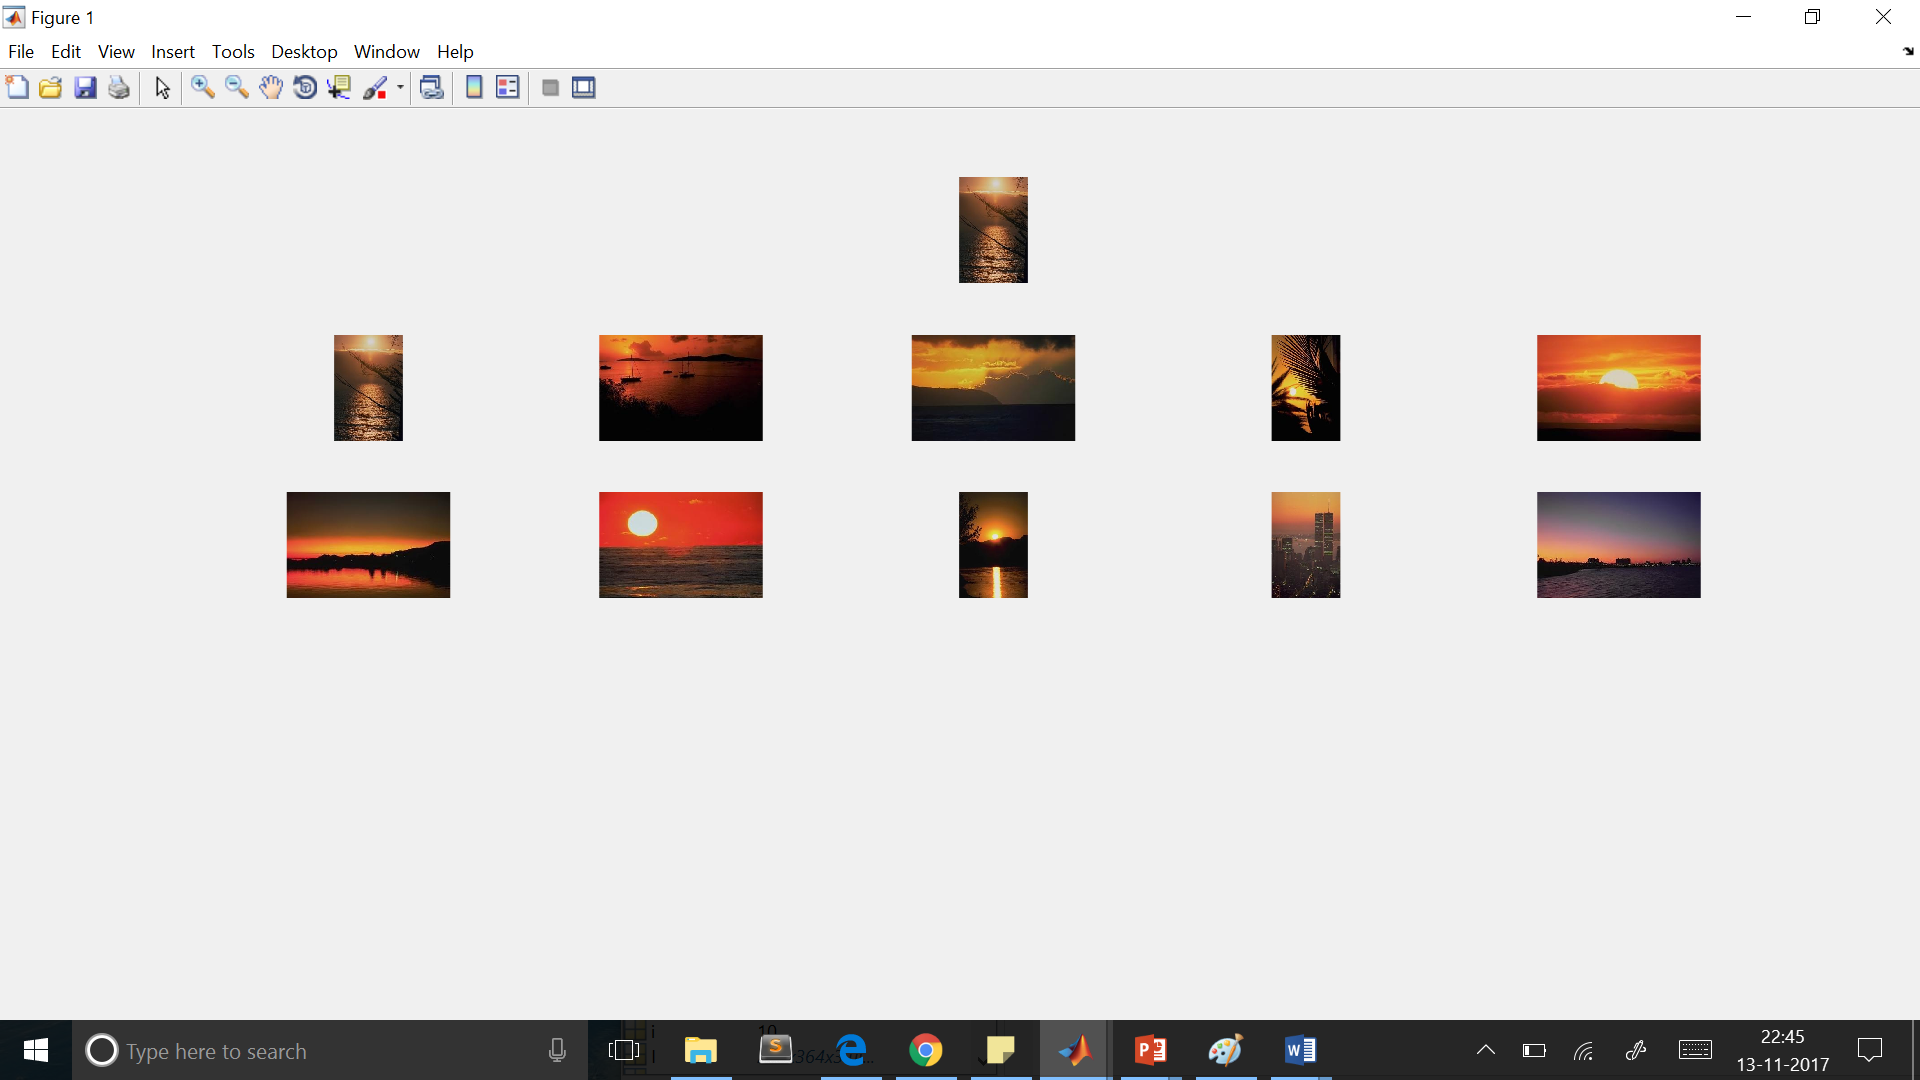 Figure 1
File Edit View Insert Tools Desktop Window Help
i 10
Type here to search
S
P
W
22:45
13-11-2017